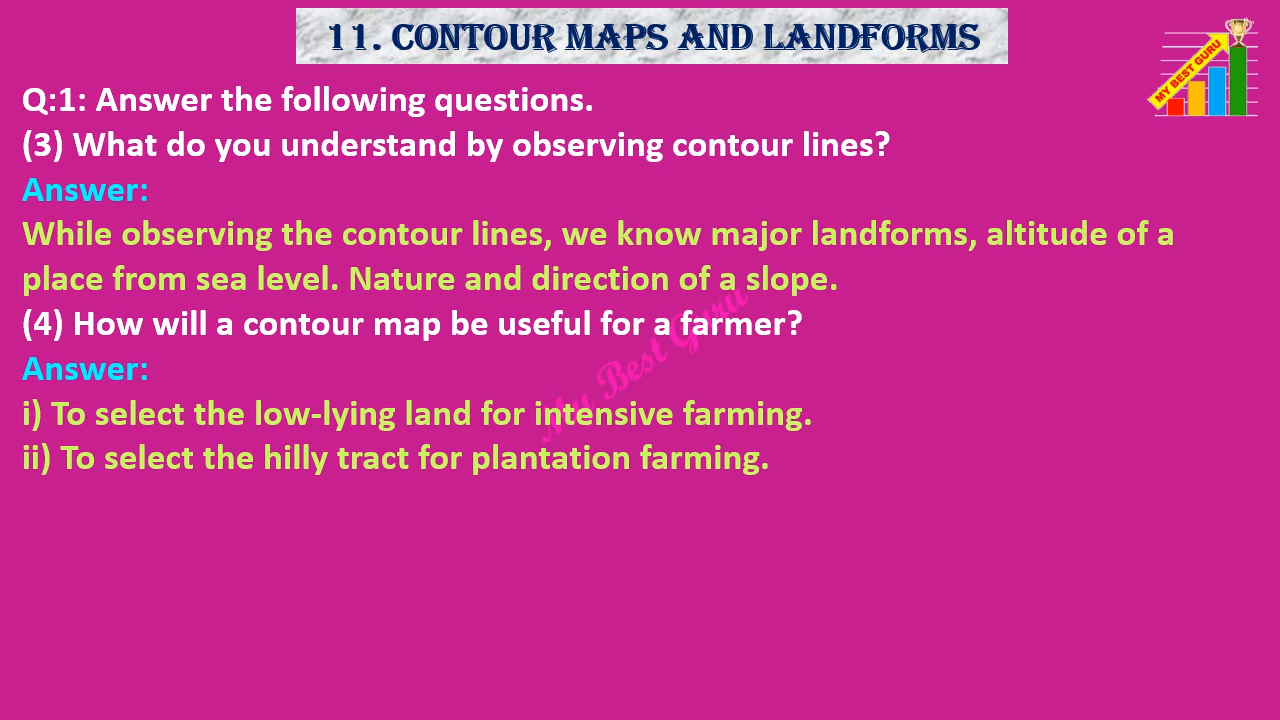 11. CONTOUR MAPS AND LANDFORMS
MY BEST GURU
Q:1: Answer the following questions.
(3) What do you understand by observing contour lines?
Answer:
While observing the contour lines, we know major landforms, altitude of a
place from sea level. Nature and direction of a slope.
(4) How will a contour map be useful for a farmer?
Answer:
i) To select the low-lying land for intensive farming.
ii) To select the hilly tract for plantation farming.
My Best Guru